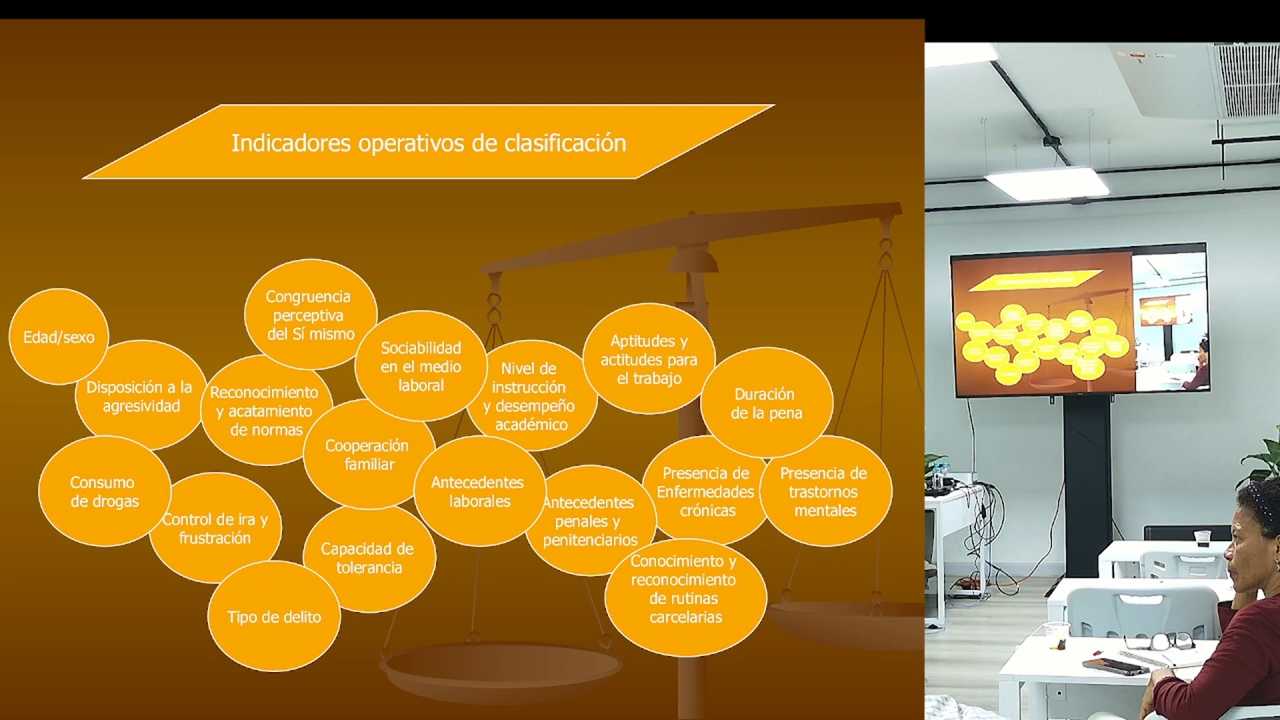 Indicadores operativos de clasificación
Edad/sexo
Disposición a la
agresividad
Congruencia
perceptiva
del Sí mismo
Reconocimiento
y acatamiento
de normas
Sociabilidad
en el medio
laboral
Nivel de
instrucción
y desempeño
académico
Aptitudes y
actitudes para
el trabajo
Duración
de la pena
Consumo
de drogas
Control de ira y
frustración
Cooperación
familiar
Antecedentes
laborales
Antecedentes
penales y
penitenciarios
Presencia de
Enfermedades
crónicas
Presencia de
trastornos
mentales
Capacidad de
tolerancia
Tipo de delito
Conocimiento y
reconocimiento
de rutinas
carcelarias